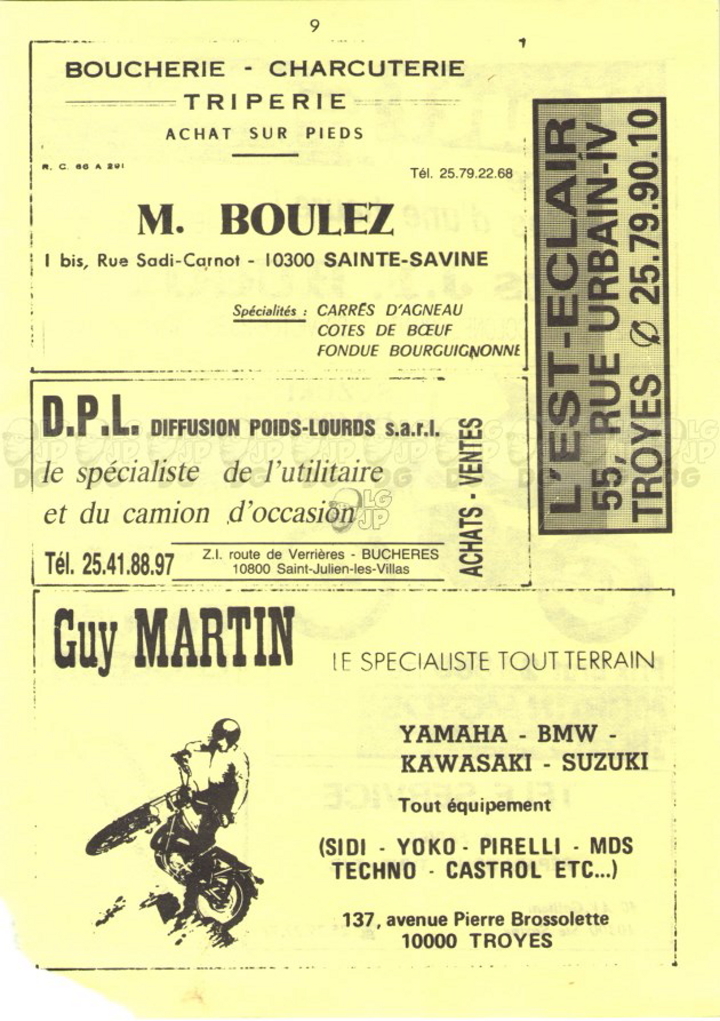 9
BOUCHERIE - CHARCUTERIE
TRIPERIE
ACHAT SUR PIEDS
R. C. 66 A 291
Tél. 25.79.22.68
M. BOULEZ
1 bis, Rue Sadi-Carnot - 10300 SAINTE-SAVINE
Spécialités : CARRÉS D'AGNEAU
COTES DE BŒUF
FONDUE BOURGUIGNONNE
L'EST-ECLAIR
55, RUE URBAIN-IV
TROYES ✆ 25.79.90.10
D.P.L. DIFFUSION POIDS-LOURDS s.a.r.l.
le spécialiste de l'utilitaire
et du camion d'occasion
ACHATS - VENTES
Tél. 25.41.88.97
Z.I. route de Verrières - BUCHERES
10800 Saint-Julien-les-Villas
Guy MARTIN
LE SPECIALISTE TOUT TERRAIN
YAMAHA - BMW -
KAWASAKI - SUZUKI
Tout équipement
(SIDI - YOKO - PIRELLI - MDS
TECHNO - CASTROL ETC...)
137, avenue Pierre Brossolette
10000 TROYES
LG
JP